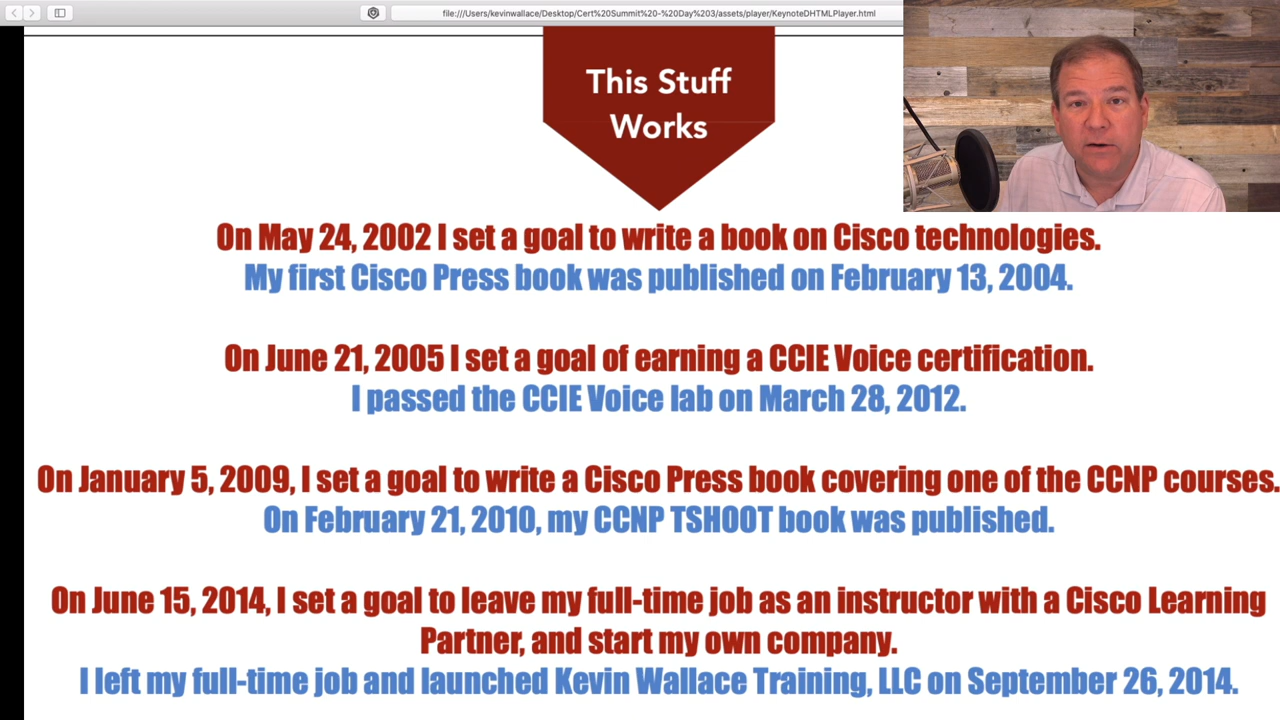 file:///Users/kevinwallace/Desktop/Cert%20Summit%20-%20Day%203/assets/player/KeynoteDHTMLPlayer.html
This Stuff
Works
On May 24, 2002 I set a goal to write a book on Cisco technologies.
My first Cisco Press book was published on February 13, 2004.
On June 21, 2005 I set a goal of earning a CCIE Voice certification.
I passed the CCIE Voice lab on March 28, 2012.
On January 5, 2009, I set a goal to write a Cisco Press book covering one of the CCNP courses.
On February 21, 2010, my CCNP TSHOOT book was published.
On June 15, 2014, I set a goal to leave my full-time job as an instructor with a Cisco Learning
Partner, and start my own company.
I left my full-time job and launched Kevin Wallace Training, LLC on September 26, 2014.